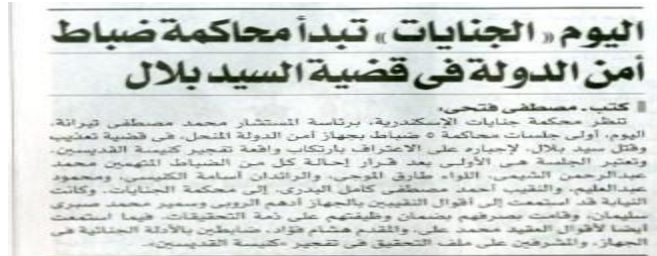 اليوم «الجنايات» تبدأ محاكمة ضباط
أمن الدولة فى قضية السيد بلال
كتب ـ مصطفى فتحى:
تنظر محكمة جنايات الإسكندرية، برئاسة المستشار محمد مصطفى تيرانة،
اليوم، أولى جلسات محاكمة ٥ ضباط بجهاز أمن الدولة المنحل، فى قضية تعذيب
وقتل سيد بلال، لإجباره على الاعتراف بارتكاب واقعة تفجير كنيسة القديسين.
وتعتبر الجلسة هى الأولى بعد قرار إحالة كل من الضباط المتهمين محمد
عبدالرحمن الشيمى، اللواء طارق الموجى، والرائدان أسامة الكنيسى، ومحمود
عبدالعليم، والنقيب أحمد مصطفى كامل البدرى، إلى محكمة الجنايات. وكانت
النيابة قد استمعت إلى أقوال النقيبين بالجهاز أدهم الروبى وسمير محمد صبرى
سليمان، وقامت بصرفهم بضمان وظيفتهم على ذمة التحقيقات، فيما استمعت
أيضا لأقوال العقيد محمد على، والمقدم هشام فؤاد، ضابطين بالأدلة الجنائية فى
الجهاز، والمشرفين على ملف التحقيق فى تفجير «كنيسة القديسين».